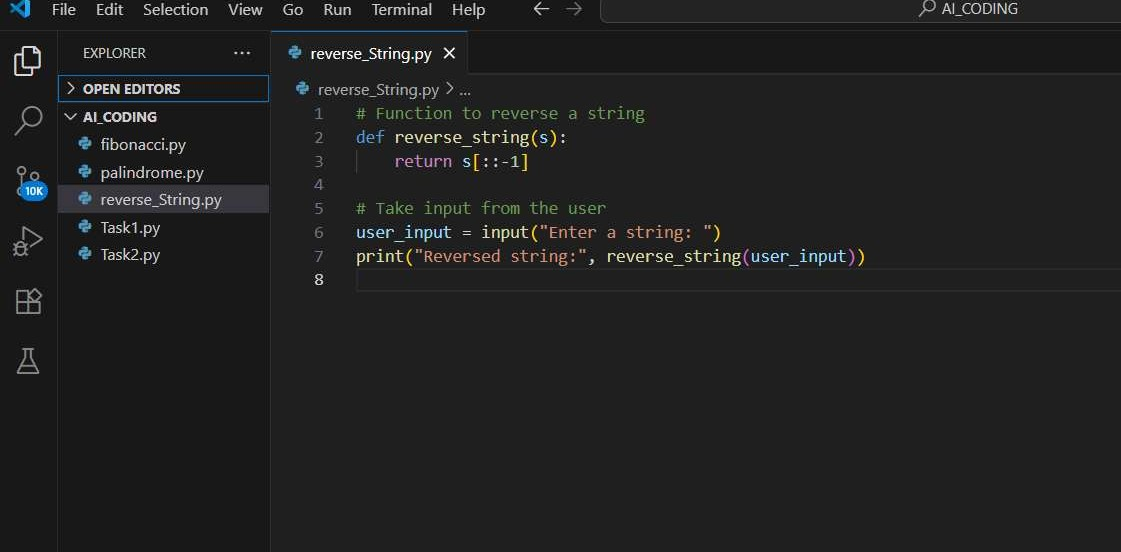 File Edit Selection View Go Run Terminal Help
AI_CODING
EXPLORER
OPEN EDITORS
AI_CODING
fibonacci.py
palindrome.py
reverse_String.py
Task1.py
Task2.py
10K
reverse_String.py
reverse_String.py > ...
1 # Function to reverse a string
2 def reverse_string(s):
3     return s[::-1]
4
5 # Take input from the user
6 user_input = input("Enter a string: ")
7 print("Reversed string:", reverse_string(user_input))
8